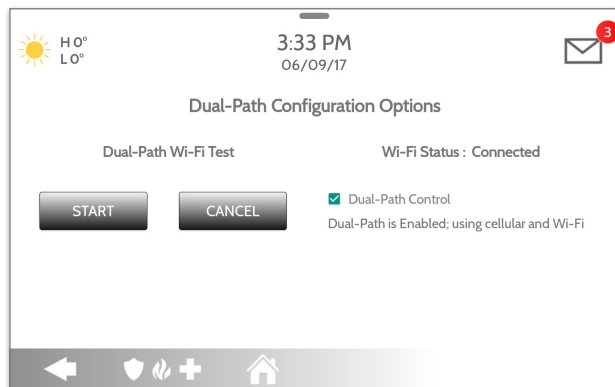 H 0°
L 0°
3:33 PM
06/09/17
3
Dual-Path Configuration Options
Dual-Path Wi-Fi Test
Wi-Fi Status : Connected
START
CANCEL
Dual-Path Control
Dual-Path is Enabled; using cellular and Wi-Fi